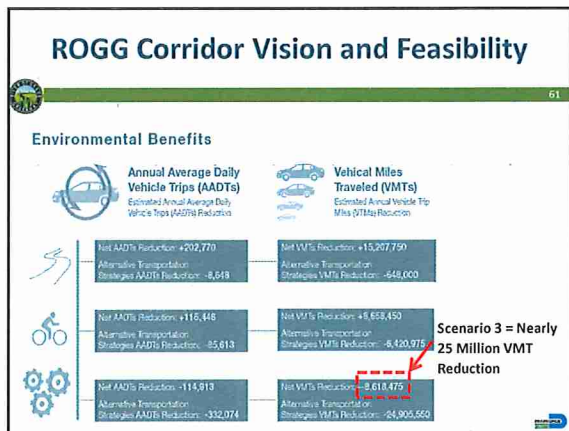 ROGG Corridor Vision and Feasibility
61
Environmental Benefits
Annual Average Daily
Vehicle Trips (AADTs)
Estimated Annual Average Daily
Vehicle Trips (AADTs) Reduction
Vehical Miles
Traveled (VMTs)
Estimated Annual Vehicle Trip
Miles (VTMs) Reduction
Net AADTs Reduction: +202,770
Alternative Transportation
Strategies AADTs Reduction: -8,648
Net VMTs Reduction: +15,207,750
Alternative Transportation
Strategies VMTs Reduction: -648,000
Net AADTs Reduction: +116,446
Alternative Transportation
Strategies AADTs Reduction: -85,613
Net VMTs Reduction:
Alternative Transportation
Strategies VMTs Reduction: -6,420,975
Scenario 3 = Nearly
25 Million VMT
Reduction
Net AADTs Reduction: -114,913
Alternative Transportation
Strategies AADTs Reduction: -332,074
Net VMTs Reduction: -8,618,475
Alternative Transportation
Strategies VMTs Reduction: -24,905,550